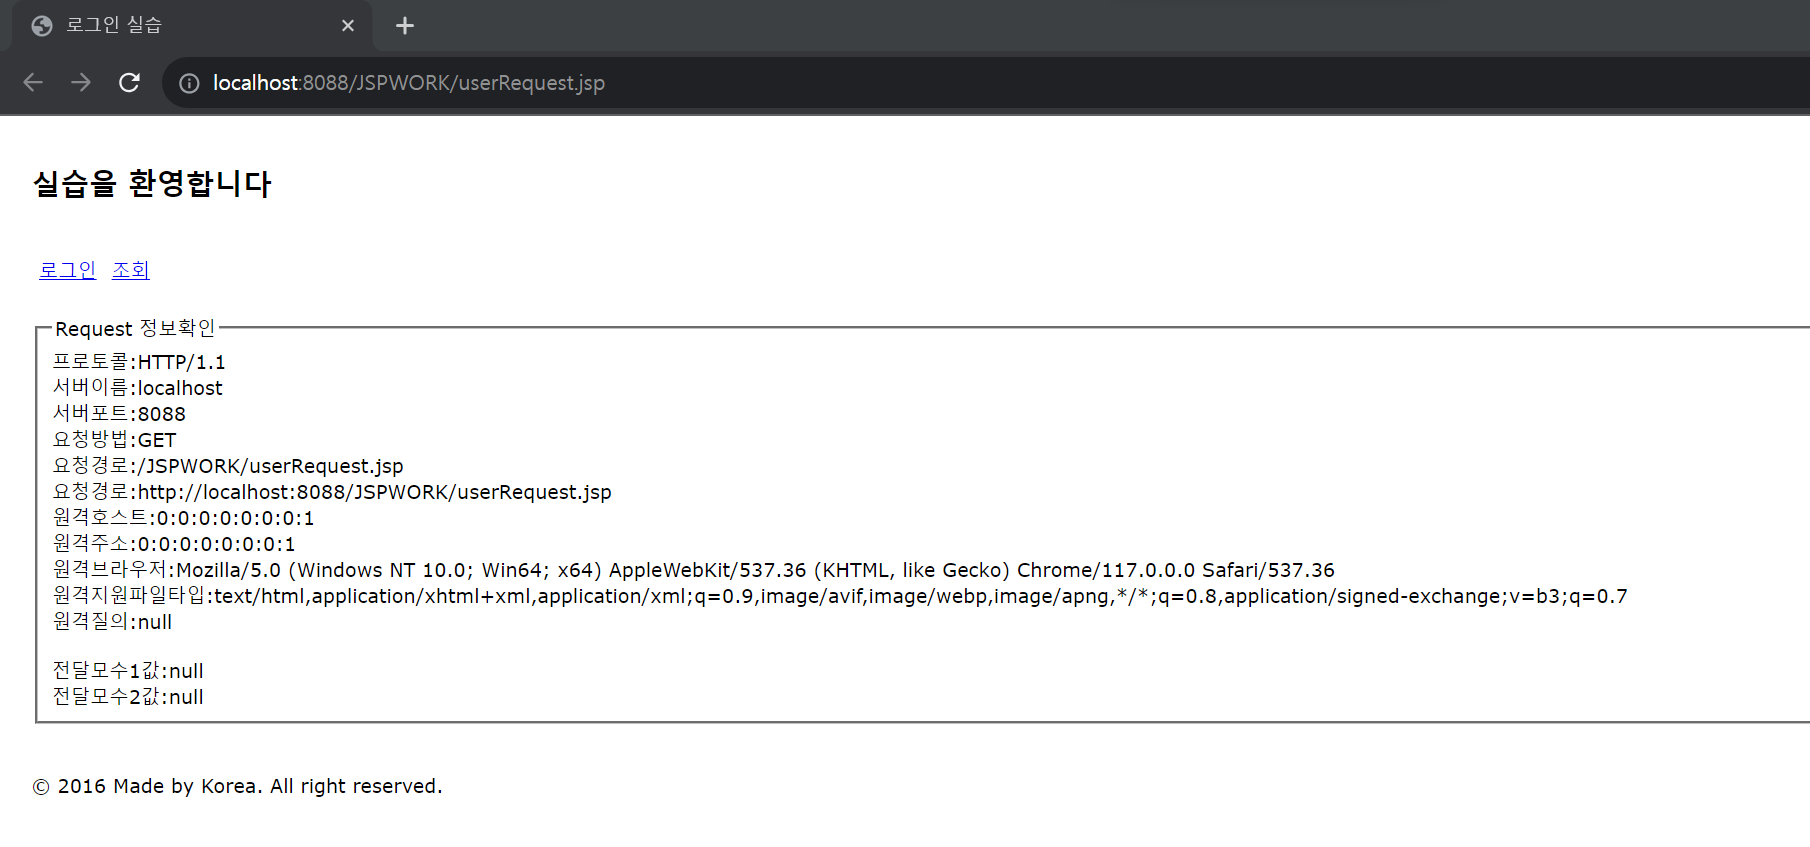 로그인 실습
localhost:8088/JSPWORK/userRequest.jsp
실습을 환영합니다
로그인 조회
Request 정보확인
프로토콜:HTTP/1.1
서버이름:localhost
서버포트:8088
요청방법:GET
요청경로:/JSPWORK/userRequest.jsp
요청경로:http://localhost:8088/JSPWORK/userRequest.jsp
원격호스트:0:0:0:0:0:0:0:1
원격주소:0:0:0:0:0:0:0:1
원격브라우저:Mozilla/5.0 (Windows NT 10.0; Win64; x64) AppleWebKit/537.36 (KHTML, like Gecko) Chrome/117.0.0.0 Safari/537.36
원격지원파일타입:text/html,application/xhtml+xml,application/xml;q=0.9,image/avif,image/webp,image/apng,*/*;q=0.8,application/signed-exchange;v=b3;q=0.7
원격질의:null
전달모수1값:null
전달모수2값:null
© 2016 Made by Korea. All right reserved.